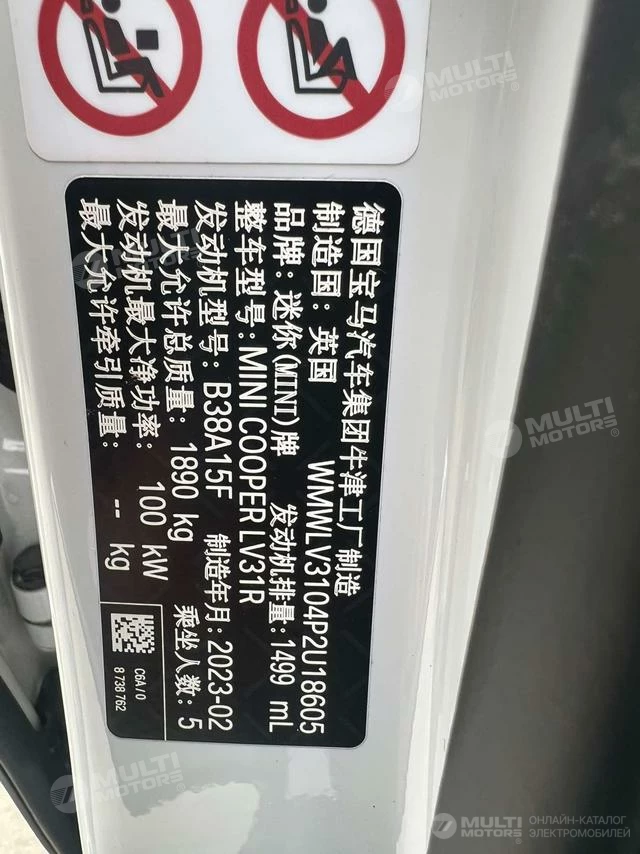 德国宝马汽车集团牛津工厂制造
制造国: 英国 WMWLV3104P2U18605
品牌: 迷你(MINI)牌 发动机排量: 1499 mL
整车型号: MINI COOPER LV31R
发动机型号: B38A15F 制造年月: 2023-02
最大允许总质量: 1890 kg 乘坐人数: 5
发动机最大净功率: 100 kW
最大允许牵引质量: -- kg
C6A/0
8 738 762
MULTI MOTORS
MULTI MOTORS
MULTI MOTORS
MULTI MOTORS
MULTI MOTORS
ОНЛАЙН-КАТАЛОГ
ЭЛЕКТРОМОБИЛЕЙ